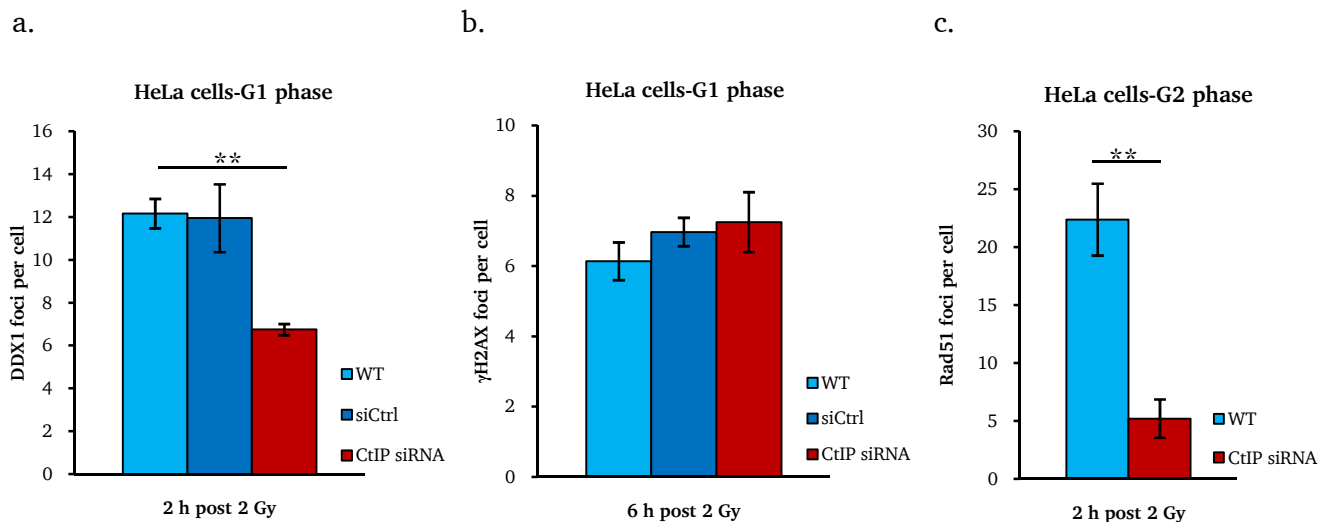 a.
HeLa cells-G1 phase
DDX1 foci per cell
16
14
12
10
8
6
4
2
0
**
WT
siCtrl
CtIP siRNA
2 h post 2 Gy
b.
HeLa cells-G1 phase
γH2AX foci per cell
10
8
6
4
2
0
WT
siCtrl
CtIP siRNA
6 h post 2 Gy
c.
HeLa cells-G2 phase
Rad51 foci per cell
30
25
20
15
10
5
0
**
WT
CtIP siRNA
2 h post 2 Gy